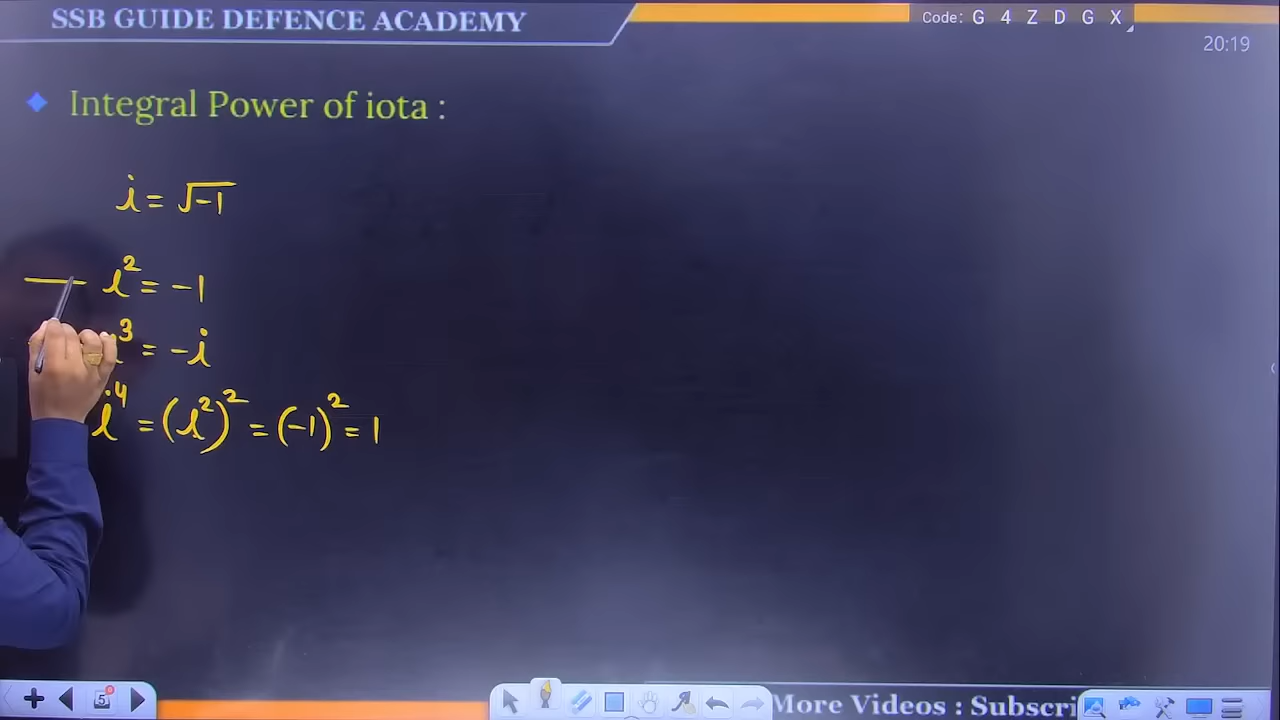 SSB GUIDE DEFENCE ACADEMY
Code: G 4 Z D G X
20:19
Integral Power of iota :
i = √-1
i² = -1
³ = -i
i⁴ = (i²)² = (-1)² = 1
5
More Videos : Subscri